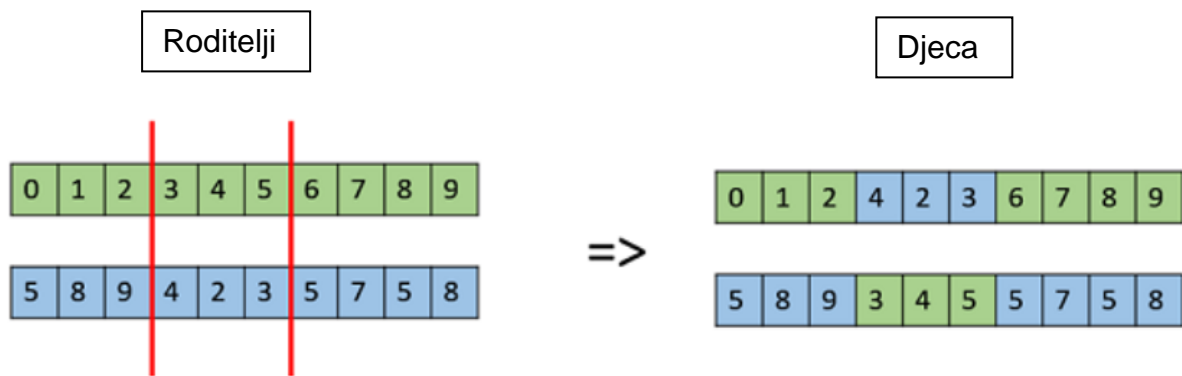 Roditelji
Djeca
0 1 2 3 4 5 6 7 8 9
5 8 9 4 2 3 5 7 5 8
=>
0 1 2 4 2 3 6 7 8 9
5 8 9 3 4 5 5 7 5 8